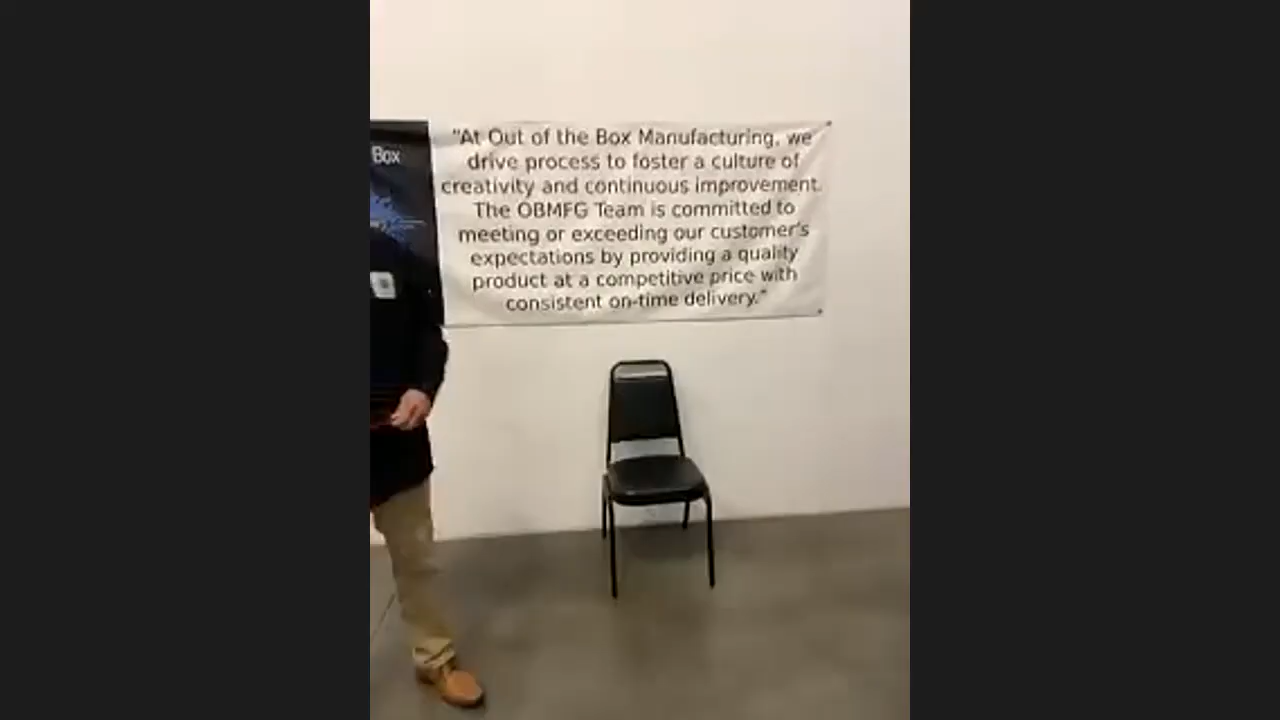 Box
"At Out of the Box Manufacturing, we
drive process to foster a culture of
creativity and continuous improvement.
The OBMFG Team is committed to
meeting or exceeding our customer's
expectations by providing a quality
product at a competitive price with
consistent on-time delivery."